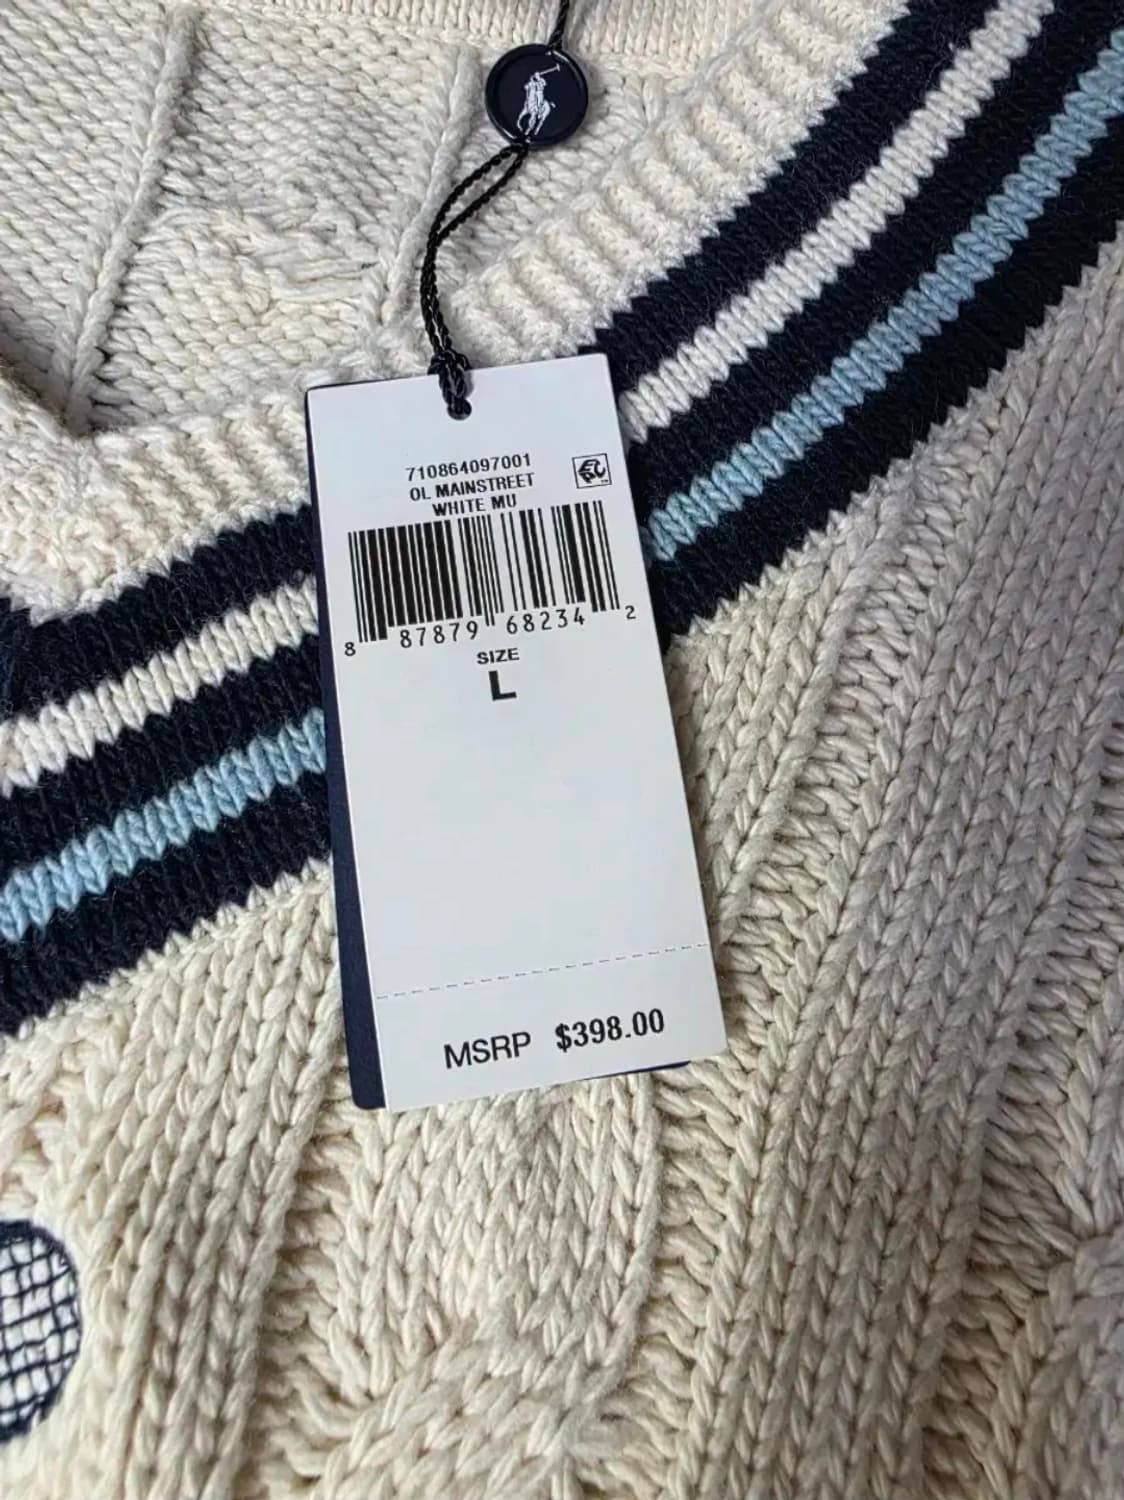 710864097001
OL MAINSTREET
WHITE MU
8 87879 68234 2
SIZE
L
MSRP $398.00